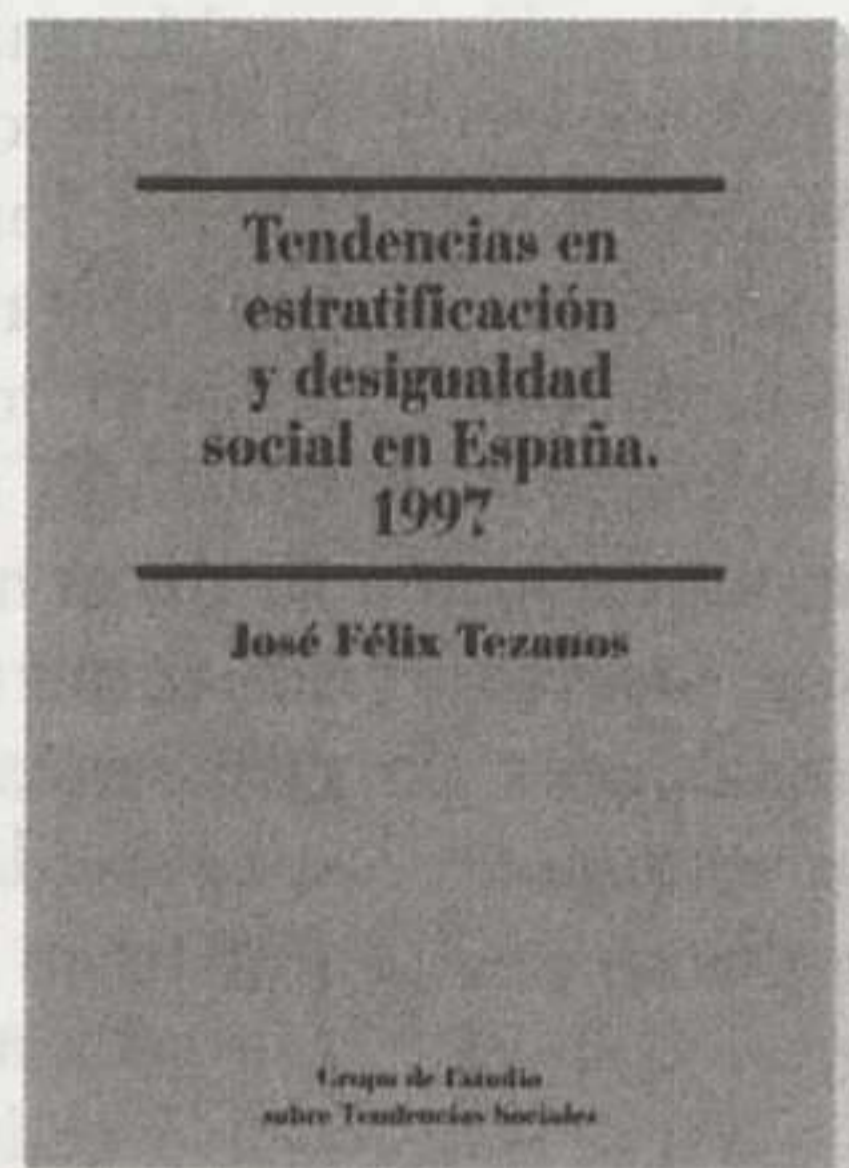 Tendencias en
estratificación
y desigualdad
social en España.
1997
José Félix Tezanos
Grupo de Estudio
sobre Tendencias Sociales